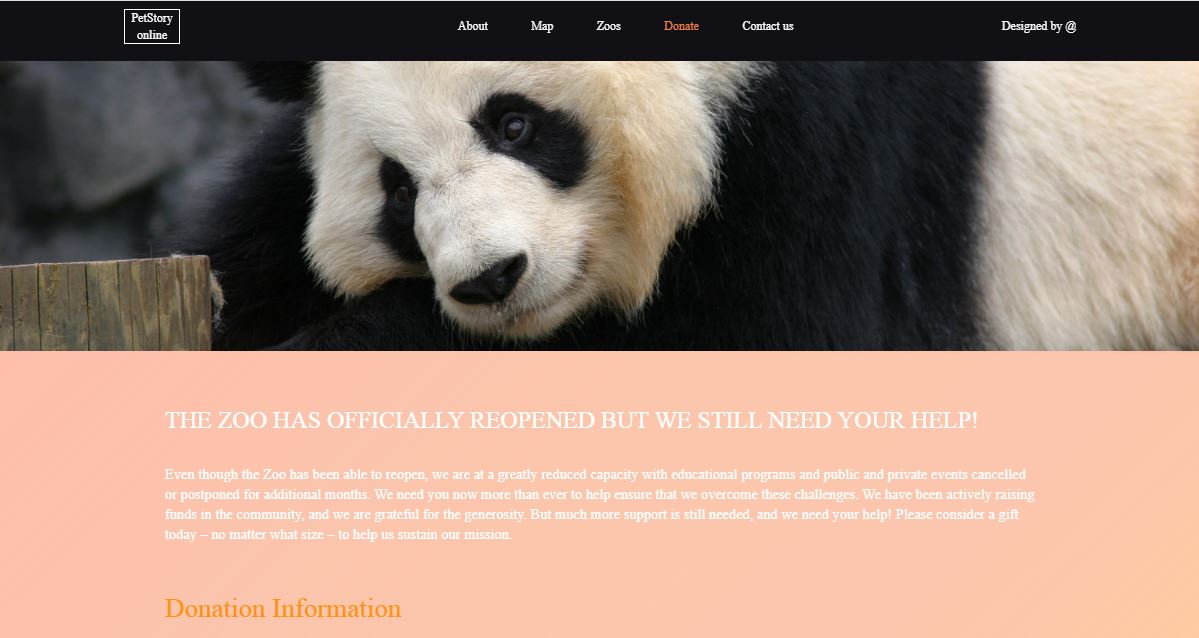 PetStory
online
About
Map
Zoos
Donate
Contact us
Designed by @
THE ZOO HAS OFFICIALLY REOPENED BUT WE STILL NEED YOUR HELP!
Even though the Zoo has been able to reopen, we are at a greatly reduced capacity with educational programs and public and private events cancelled
or postponed for additional months. We need you now more than ever to help ensure that we overcome these challenges. We have been actively raising
funds in the community, and we are grateful for the generosity. But much more support is still needed, and we need your help! Please consider a gift
today – no matter what size – to help us sustain our mission.
Donation Information